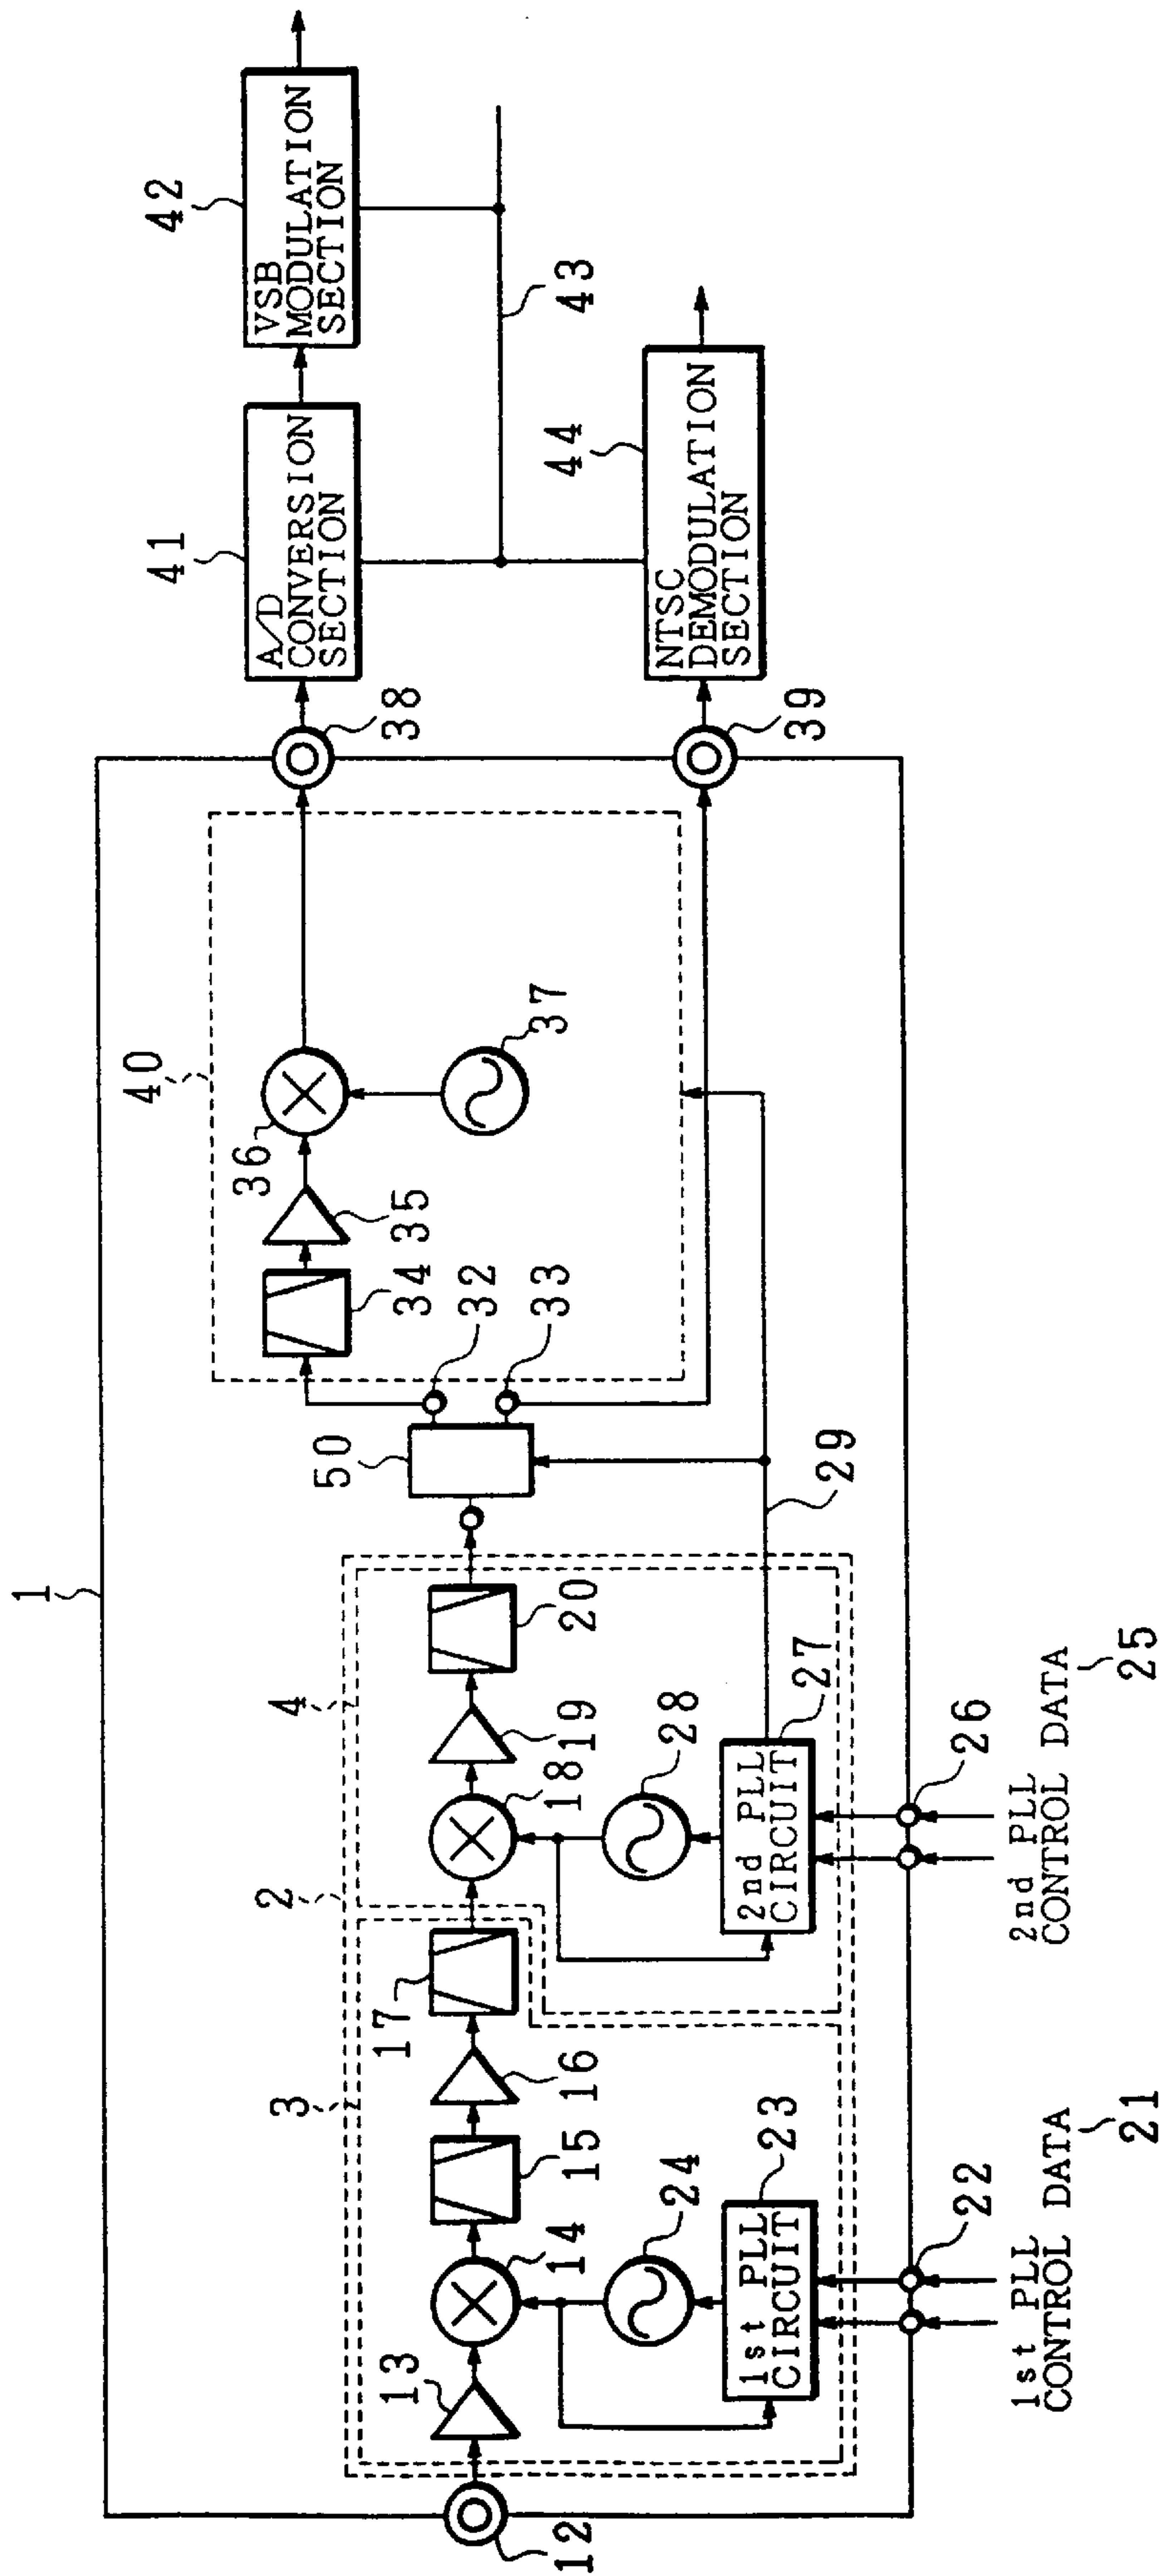 1
40
36
35
34
37
32
33
50
29
38
39
A/D
CONVERSION
SECTION
41
VSB
MODULATION
SECTION
42
43
NTSC
DEMODULATION
SECTION
44
2
3
4
12
13
14
15
16
17
18
19
20
24
1st PLL
CIRCUIT
23
28
2nd PLL
CIRCUIT
27
22
1st PLL
CONTROL DATA
21
26
2nd PLL
CONTROL DATA
25